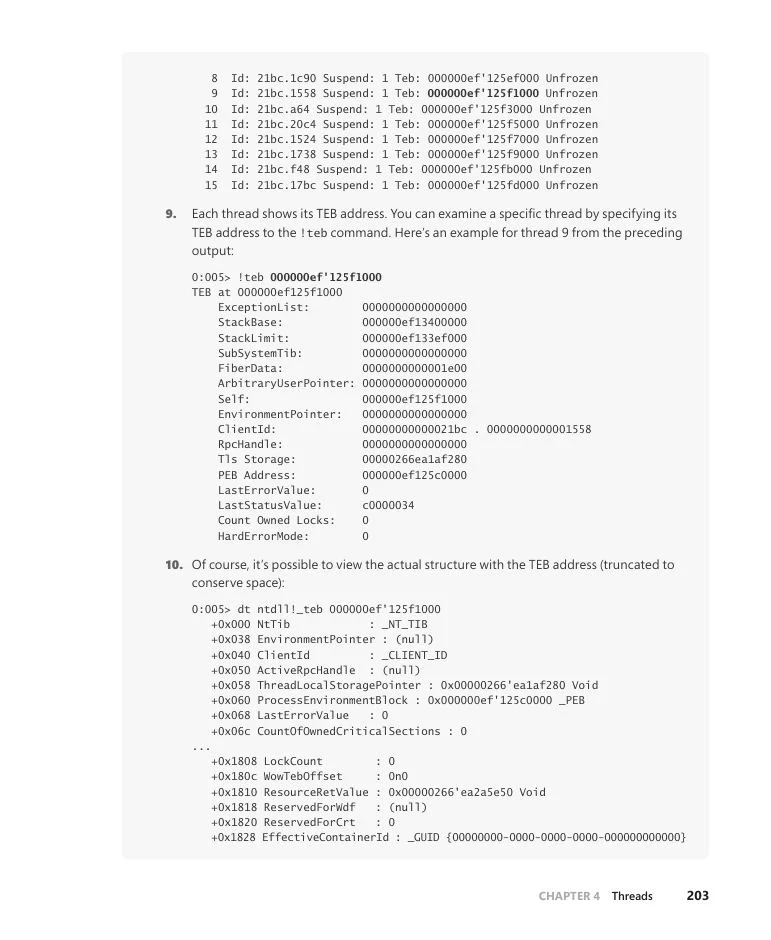 8  Id: 21bc.1c90 Suspend: 1 Teb: 000000ef'125ef000 Unfrozen
9  Id: 21bc.1558 Suspend: 1 Teb: 000000ef'125f1000 Unfrozen
10  Id: 21bc.a64 Suspend: 1 Teb: 000000ef'125f3000 Unfrozen
11  Id: 21bc.20c4 Suspend: 1 Teb: 000000ef'125f5000 Unfrozen
12  Id: 21bc.1524 Suspend: 1 Teb: 000000ef'125f7000 Unfrozen
13  Id: 21bc.1738 Suspend: 1 Teb: 000000ef'125f9000 Unfrozen
14  Id: 21bc.f48 Suspend: 1 Teb: 000000ef'125fb000 Unfrozen
15  Id: 21bc.17bc Suspend: 1 Teb: 000000ef'125fd000 Unfrozen
9. Each thread shows its TEB address. You can examine a specific thread by specifying its
TEB address to the !teb command. Here's an example for thread 9 from the preceding
output:
0:005> !teb 000000ef'125f1000
TEB at 000000ef125f1000
ExceptionList: 0000000000000000
StackBase: 000000ef13400000
StackLimit: 000000ef133ef000
SubSystemTib: 0000000000000000
FiberData: 0000000000001e00
ArbitraryUserPointer: 0000000000000000
Self: 000000ef125f1000
EnvironmentPointer: 0000000000000000
ClientId: 00000000000021bc . 0000000000001558
RpcHandle: 0000000000000000
Tls Storage: 00000266ea1af280
PEB Address: 000000ef125c0000
LastErrorValue: 0
LastStatusValue: c0000034
Count Owned Locks: 0
HardErrorMode: 0
10. Of course, it's possible to view the actual structure with the TEB address (truncated to
conserve space):
0:005> dt ntdll!_teb 000000ef'125f1000
+0x000 NtTib : _NT_TIB
+0x038 EnvironmentPointer : (null)
+0x040 ClientId : _CLIENT_ID
+0x050 ActiveRpcHandle : (null)
+0x058 ThreadLocalStoragePointer : 0x00000266'ea1af280 Void
+0x060 ProcessEnvironmentBlock : 0x000000ef'125c0000 _PEB
+0x068 LastErrorValue : 0
+0x06c CountOfOwnedCriticalSections : 0
...
+0x1808 LockCount : 0
+0x180c WowTebOffset : 0n0
+0x1810 ResourceRetValue : 0x00000266'ea2a5e50 Void
+0x1818 ReservedForWdf : (null)
+0x1820 ReservedForCrt : 0
+0x1828 EffectiveContainerId : _GUID {00000000-0000-0000-0000-000000000000}
CHAPTER 4 Threads 203